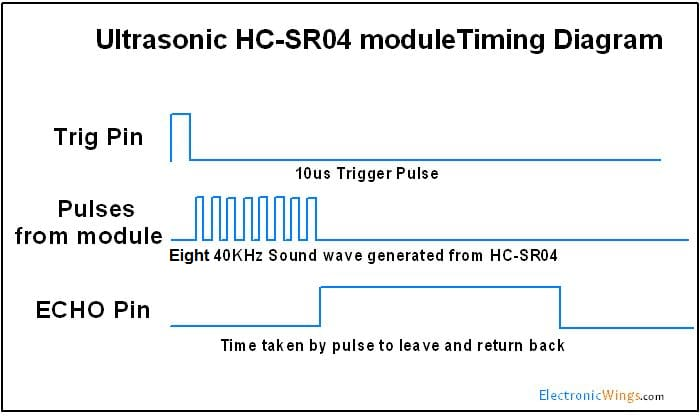 Ultrasonic HC-SR04 moduleTiming Diagram
Trig Pin
10us Trigger Pulse
Pulses
from module
Eight 40KHz Sound wave generated from HC-SR04
ECHO Pin
Time taken by pulse to leave and return back
ElectronicWings.com